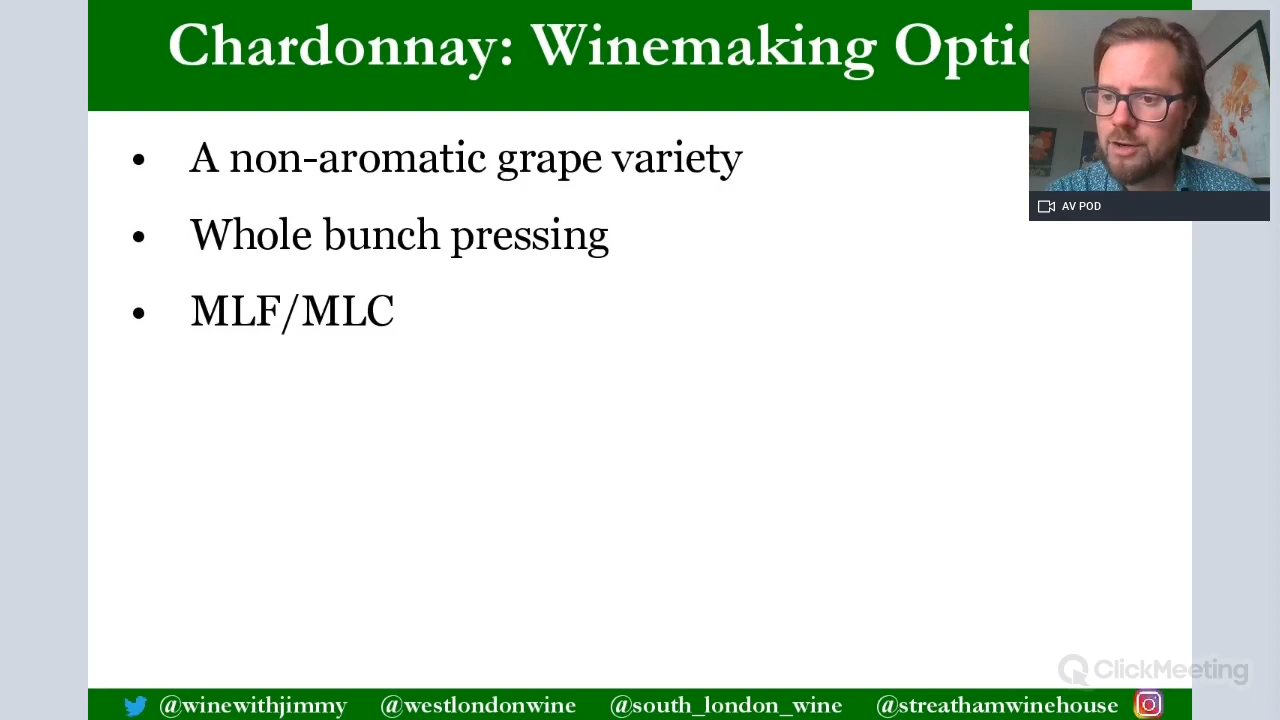 Chardonnay: Winemaking Optio
• A non-aromatic grape variety
• Whole bunch pressing
• MLF/MLC
AV POD
ClickMeeting
@winewithjimmy @westlondonwine @south_london_wine @streathamwinehouse